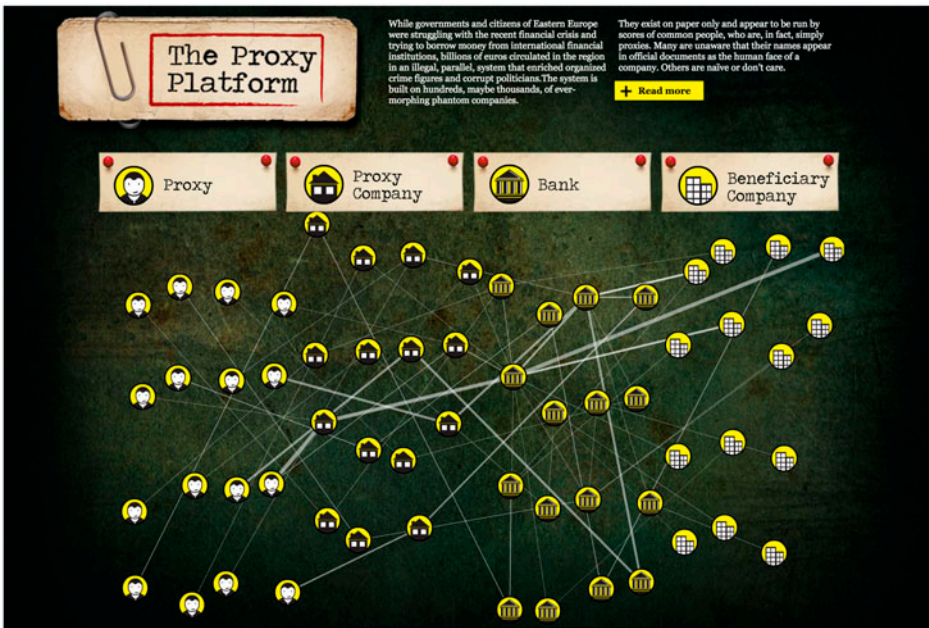 The Proxy
Platform
While governments and citizens of Eastern Europe
were struggling with the recent financial crisis and
trying to borrow money from international financial
institutions, billions of euros circulated in the region
in an illegal, parallel, system that enriched organized
crime figures and corrupt politicians.The system is
built on hundreds, maybe thousands, of ever-
morphing phantom companies.
They exist on paper only and appear to be run by
scores of common people, who are, in fact, simply
proxies. Many are unaware that their names appear
in official documents as the human face of a
company. Others are naïve or don't care.
+ Read more
Proxy
Proxy
Company
Bank
Beneficiary
Company